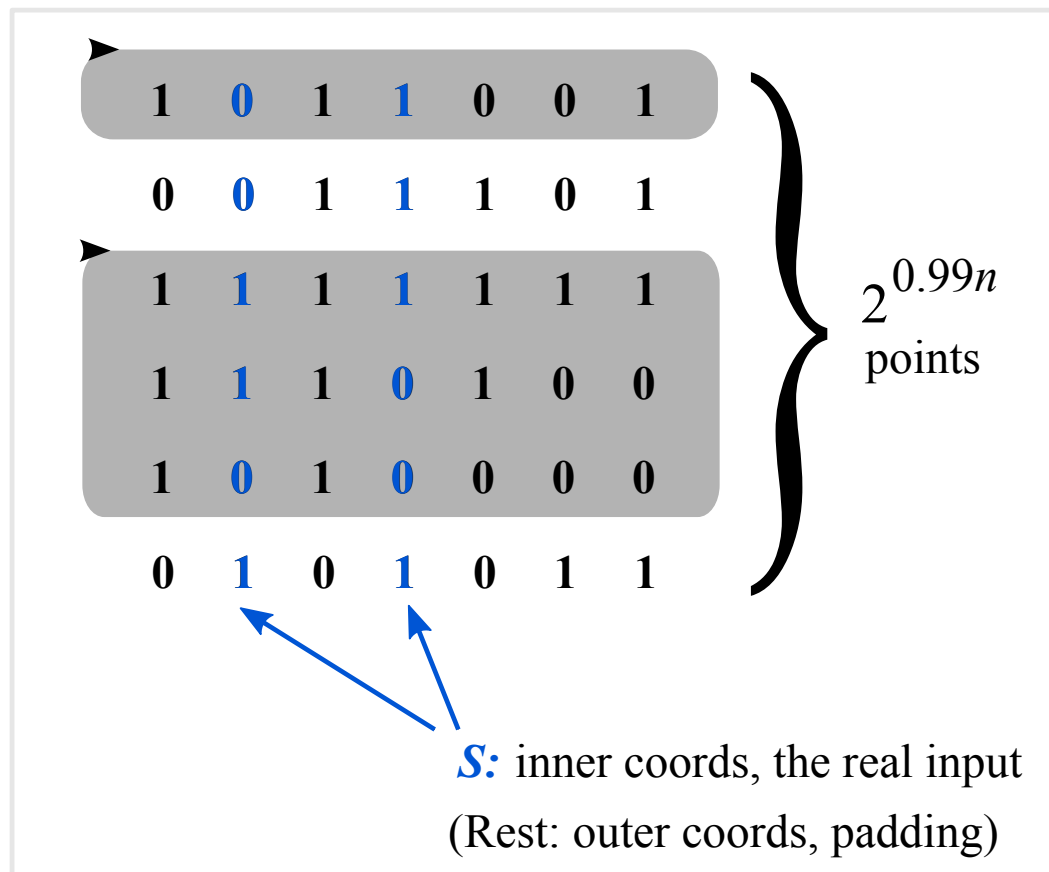 1 0 1 1 0 0 1
0 0 1 1 1 0 1
1 1 1 1 1 1 1
1 1 1 0 1 0 0
1 0 1 0 0 0 0
0 1 0 1 0 1 1
2^0.99n
points
S: inner coords, the real input
(Rest: outer coords, padding)